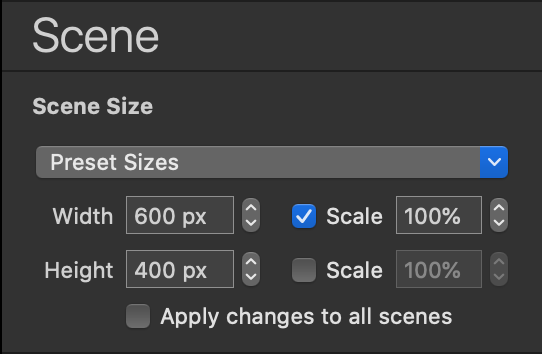 Scene
Scene Size
Preset Sizes
Width 600 px Scale 100%
Height 400 px Scale 100%
Apply changes to all scenes